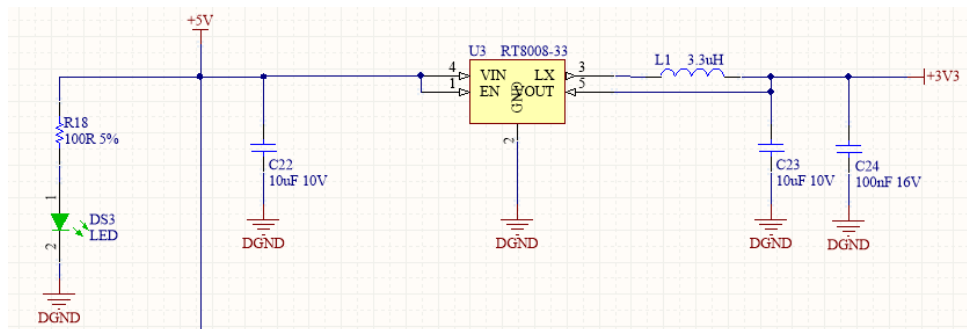 +5V
U3 RT8008-33
L1 3.3uH
4 VIN LX 3
1 EN VOUT 5
GND
2
+3V3
R18
100R 5%
C22
10uF 10V
C23
10uF 10V
C24
100nF 16V
1
DS3
LED
2
DGND
DGND
DGND
DGND
DGND